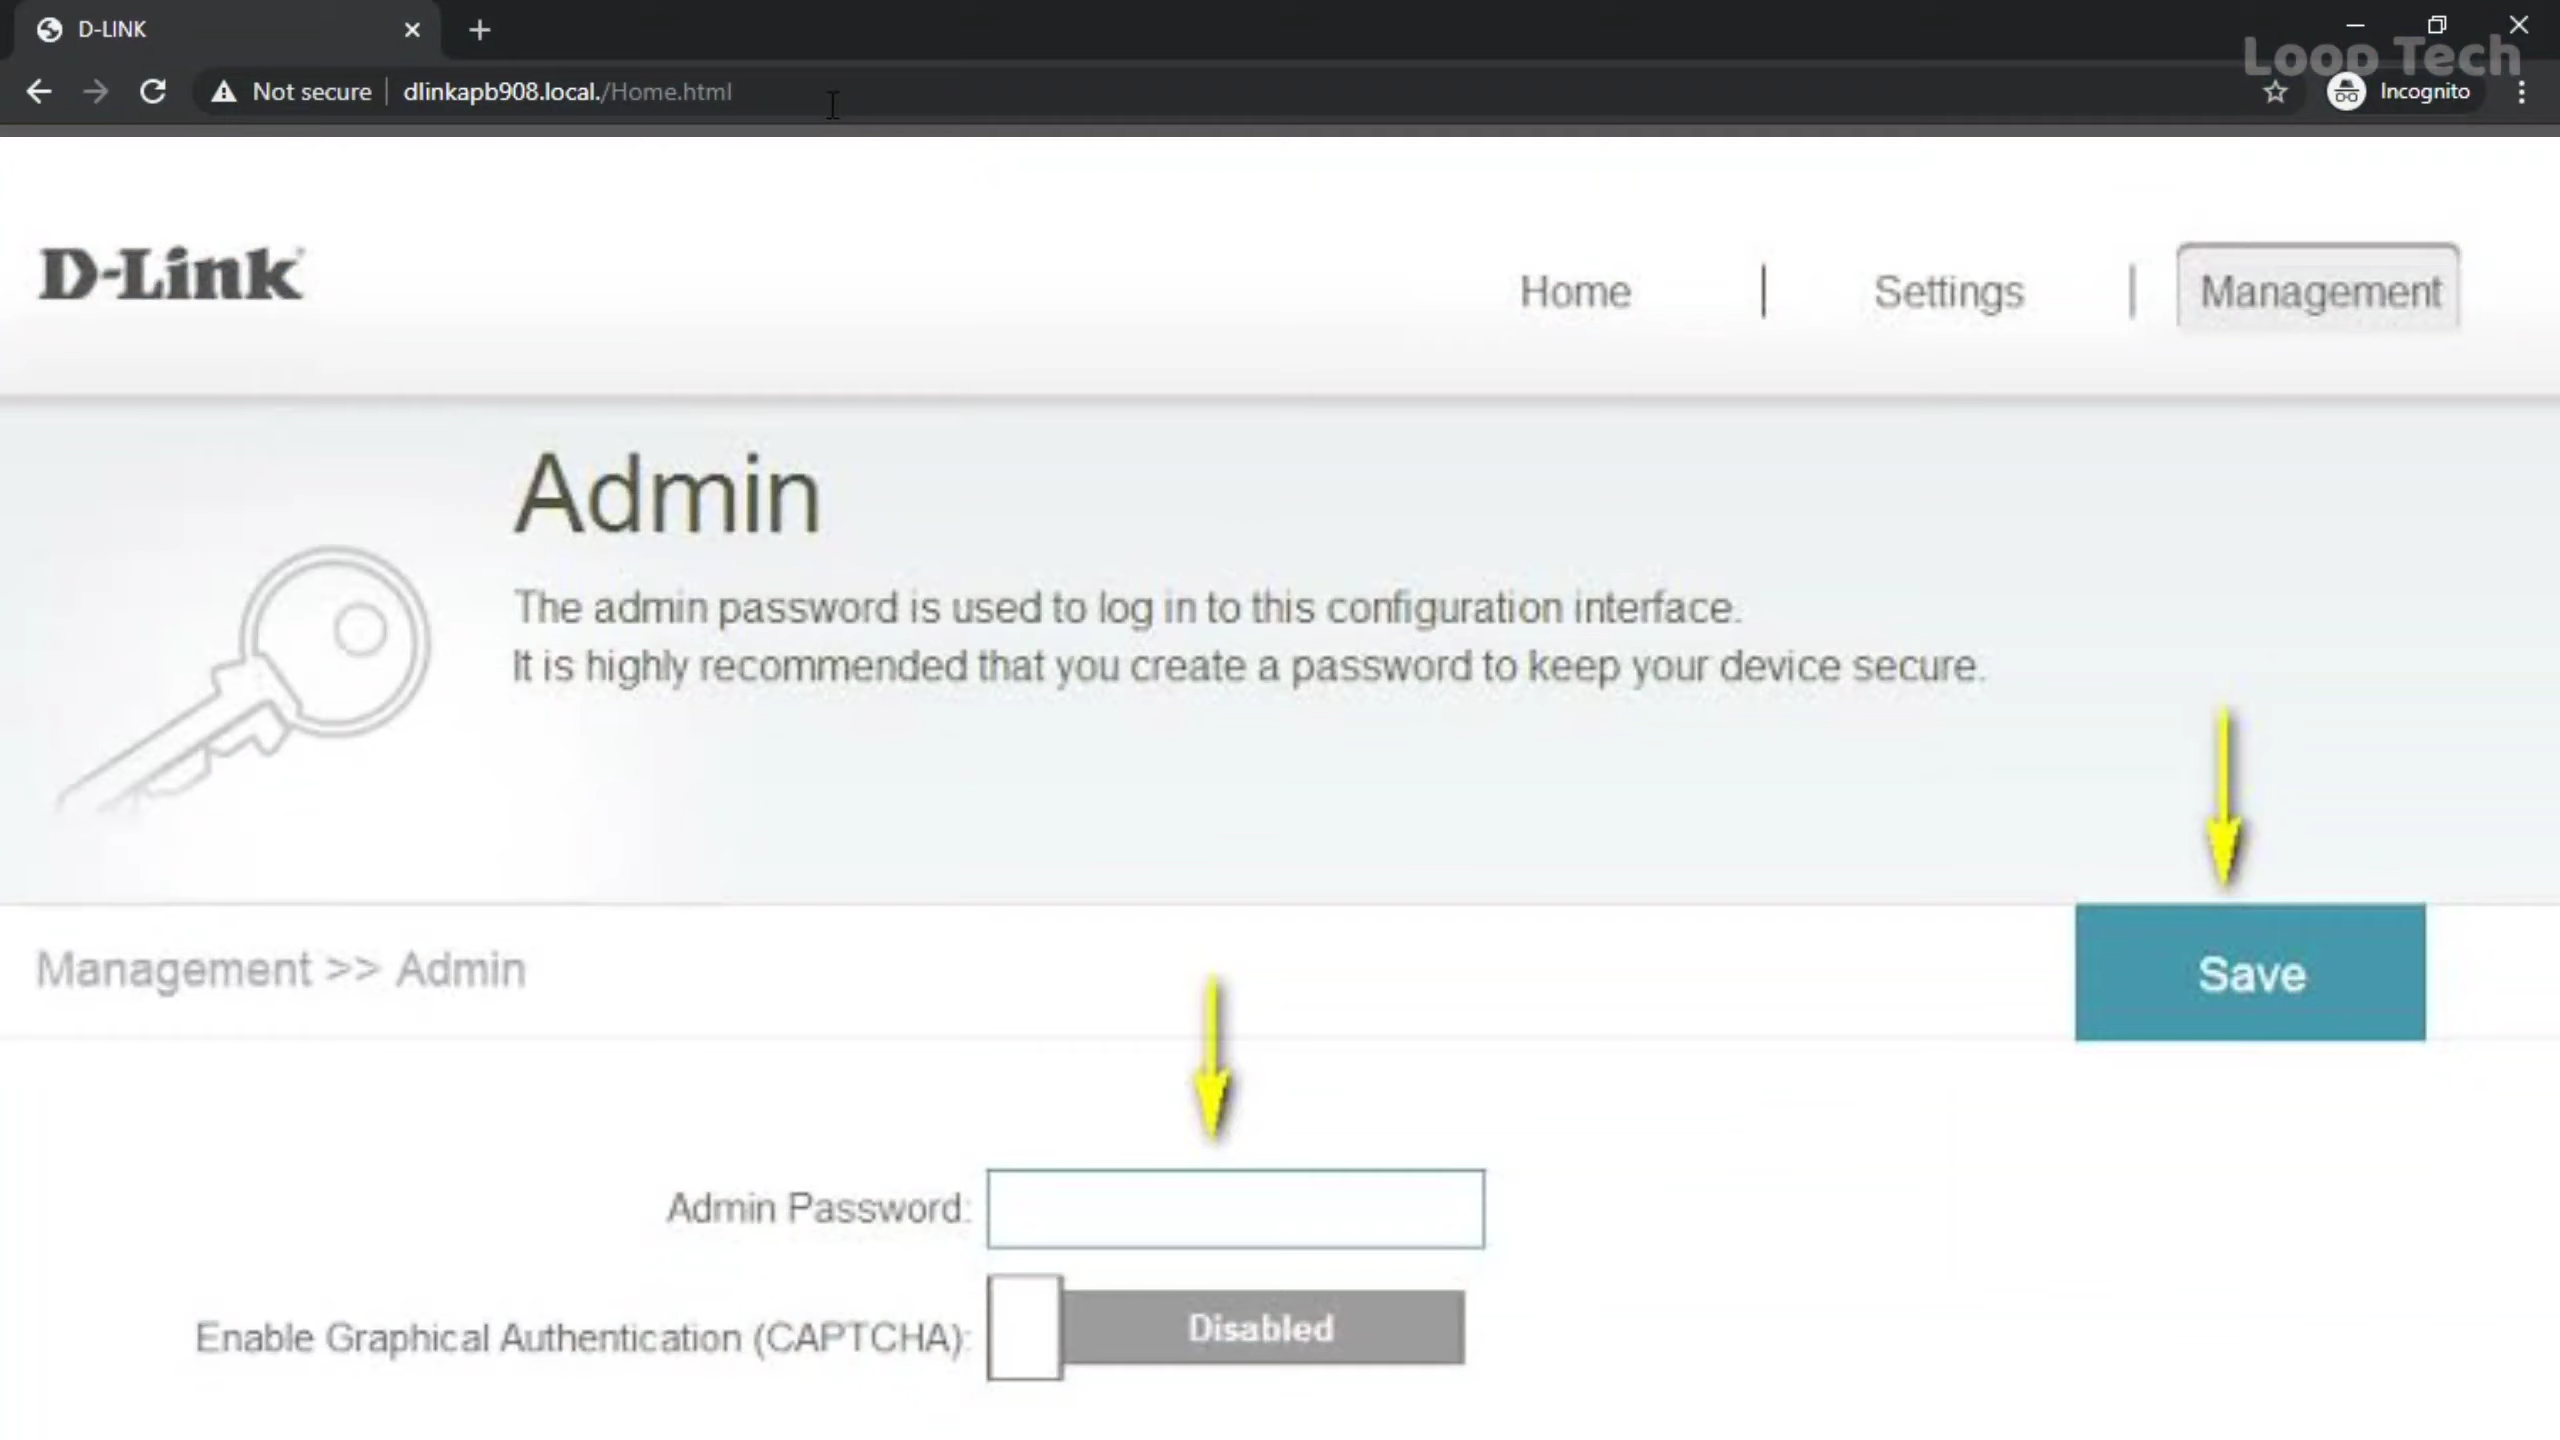 D-LINK
Loop Tech
Not secure dlinkapb908.local./Home.html
Incognito
D-Link
Home | Settings | Management
Admin
The admin password is used to log in to this configuration interface.
It is highly recommended that you create a password to keep your device secure.
Management >> Admin
Save
Admin Password:
Enable Graphical Authentication (CAPTCHA): Disabled